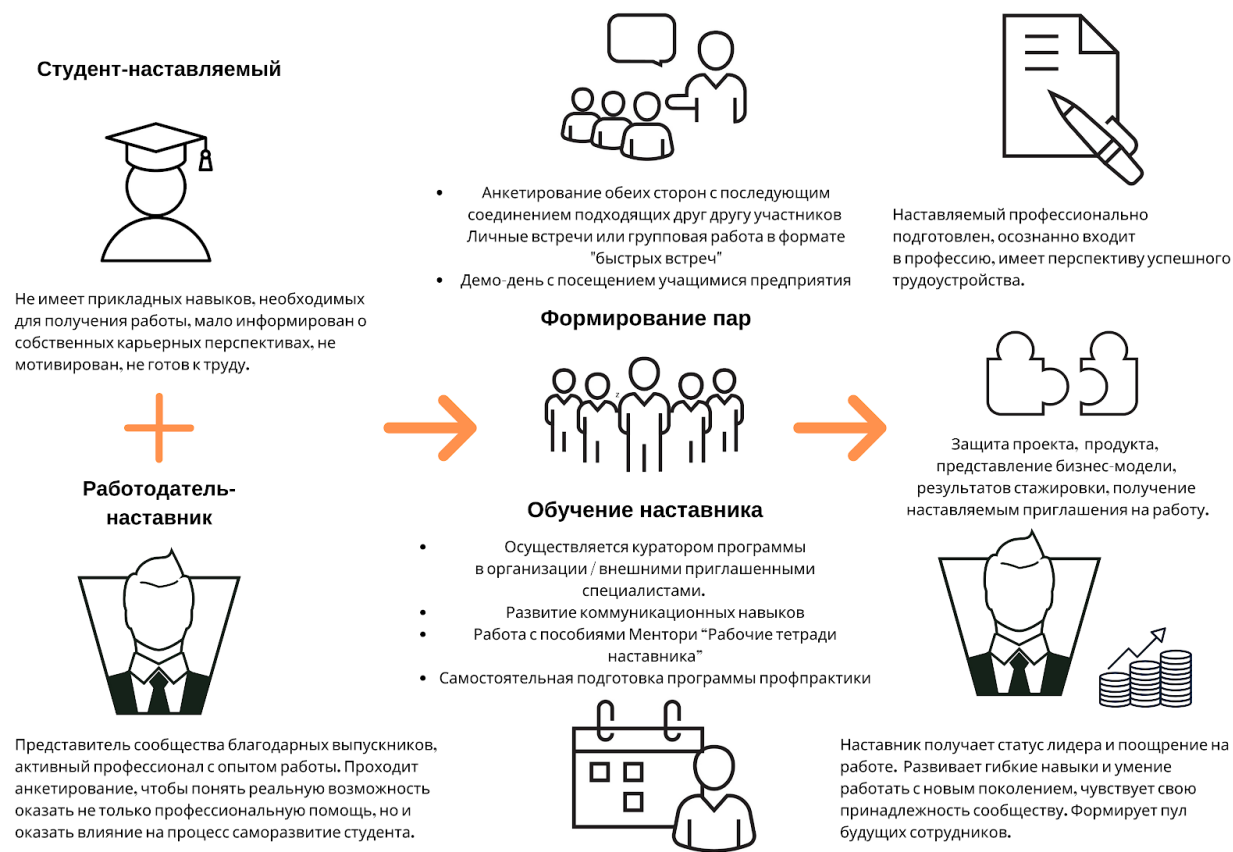 Студент-наставляемый
Не имеет прикладных навыков, необходимых
для получения работы, мало информирован о
собственных карьерных перспективах, не
мотивирован, не готов к труду.
Работодатель-
наставник
Представитель сообщества благодарных выпускников,
активный профессионал с опытом работы. Проходит
анкетирование, чтобы понять реальную возможность
оказать не только профессиональную помощь, но и
оказать влияние на процесс саморазвитие студента.
• Анкетирование обеих сторон с последующим
соединением подходящих друг другу участников
Личные встречи или групповая работа в формате
"быстрых встреч"
• Демо-день с посещением учащимися предприятия
Формирование пар
z
Обучение наставника
• Осуществляется куратором программы
в организации / внешними приглашенными
специалистами.
• Развитие коммуникационных навыков
• Работа с пособиями Ментори “Рабочие тетради
наставника”
• Самостоятельная подготовка программы профпрактики
Наставляемый профессионально
подготовлен, осознанно входит
в профессию, имеет перспективу успешного
трудоустройства.
Защита проекта, продукта,
представление бизнес-модели,
результатов стажировки, получение
наставляемым приглашения на работу.
Наставник получает статус лидера и поощрение на
работе. Развивает гибкие навыки и умение
работать с новым поколением, чувствует свою
принадлежность сообществу. Формирует пул
будущих сотрудников.